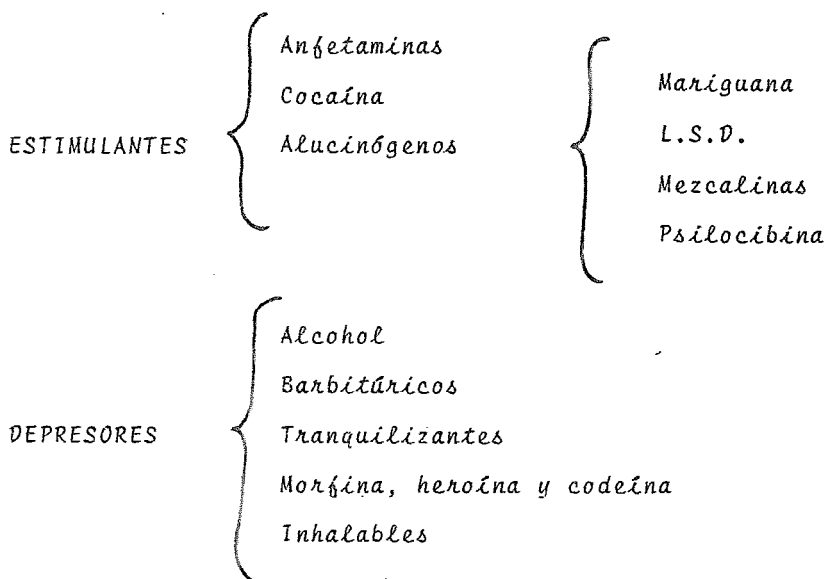 ESTIMULANTES
Anfetaminas
Cocaína
Alucinógenos
Mariguana
L.S.D.
Mezcalinas
Psilocibina
DEPRESORES
Alcohol
Barbitúricos
Tranquilizantes
Morfina, heroína y codeína
Inhalables